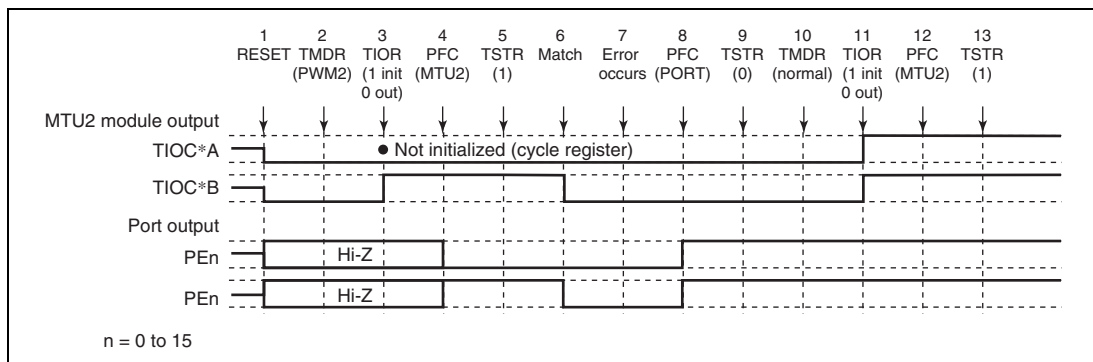 1 2 3 4 5 6 7 8 9 10 11 12 13
RESET TMDR TIOR PFC TSTR Match Error PFC TSTR TMDR TIOR PFC TSTR
(PWM2) (1 init (MTU2) (1) occurs (PORT) (0) (normal) (1 init (MTU2) (1)
0 out) 0 out)
MTU2 module output
TIOC*A ● Not initialized (cycle register)
TIOC*B
Port output
PEn Hi-Z
PEn Hi-Z
n = 0 to 15